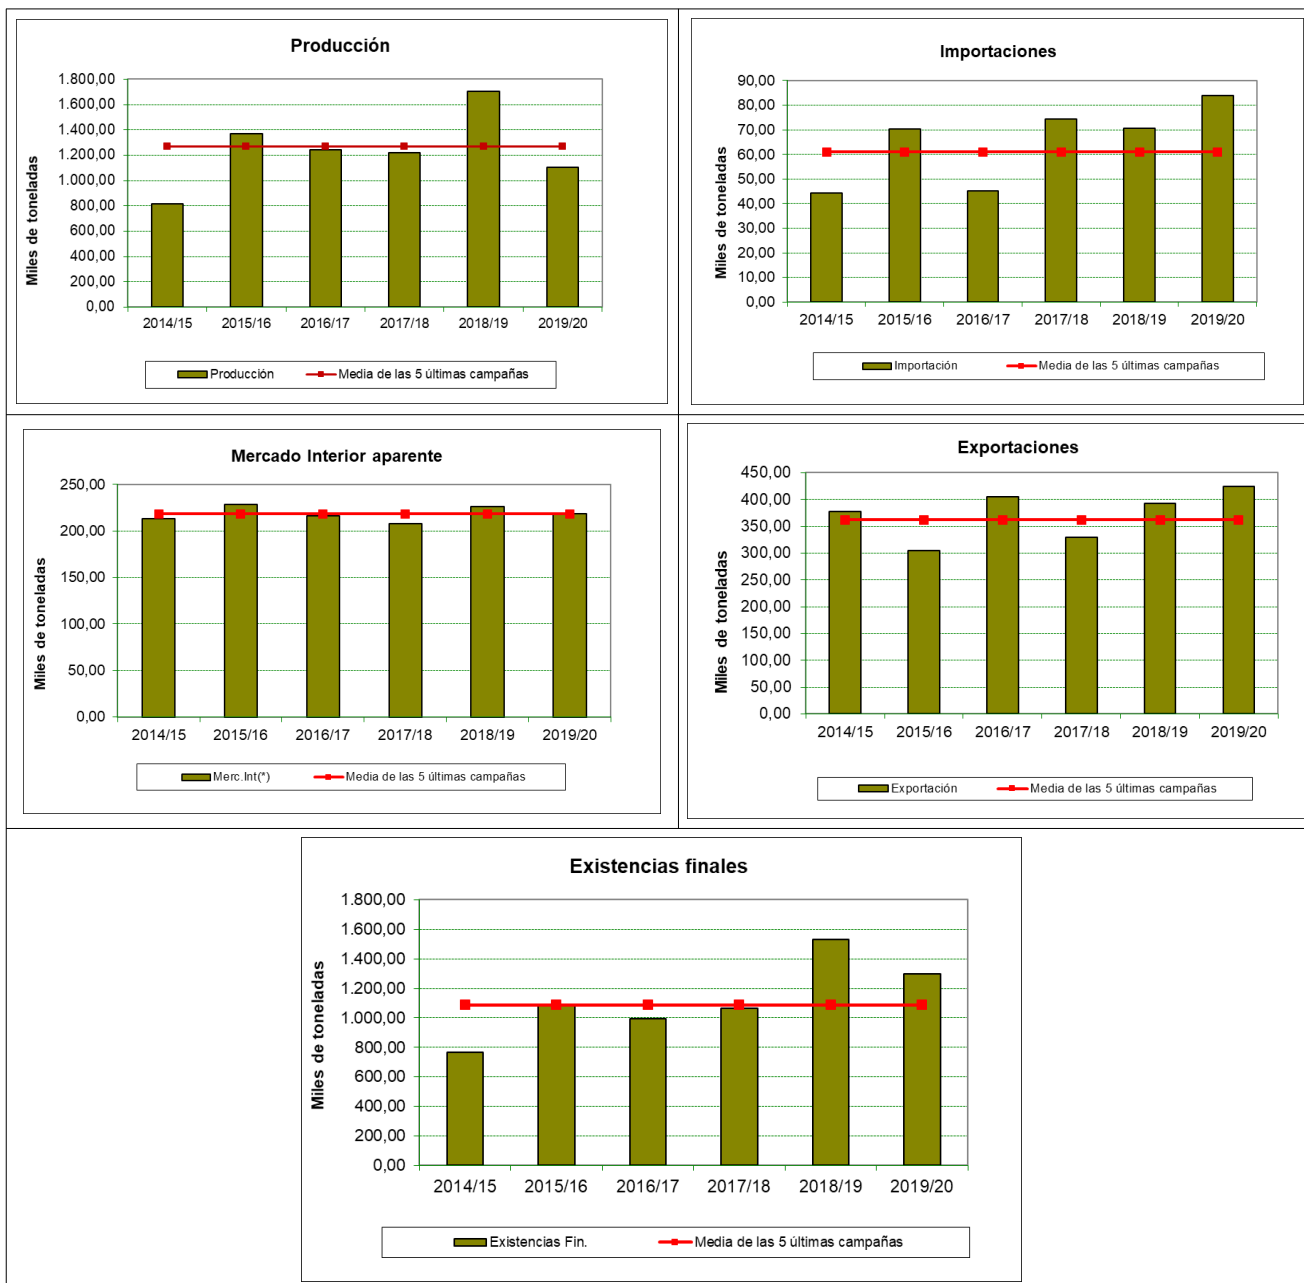 Producción
Miles de toneladas
1.800,00
1.600,00
1.400,00
1.200,00
1.000,00
800,00
600,00
400,00
200,00
0,00
2014/15 2015/16 2016/17 2017/18 2018/19 2019/20
Producción Media de las 5 últimas campañas
Importaciones
Miles de toneladas
90,00
80,00
70,00
60,00
50,00
40,00
30,00
20,00
10,00
0,00
2014/15 2015/16 2016/17 2017/18 2018/19 2019/20
Importación Media de las 5 últimas campañas
Mercado Interior aparente
Miles de toneladas
250,00
200,00
150,00
100,00
50,00
0,00
2014/15 2015/16 2016/17 2017/18 2018/19 2019/20
Merc.Int(*) Media de las 5 últimas campañas
Exportaciones
Miles de toneladas
450,00
400,00
350,00
300,00
250,00
200,00
150,00
100,00
50,00
0,00
2014/15 2015/16 2016/17 2017/18 2018/19 2019/20
Exportación Media de las 5 últimas campañas
Existencias finales
Miles de toneladas
1.800,00
1.600,00
1.400,00
1.200,00
1.000,00
800,00
600,00
400,00
200,00
0,00
2014/15 2015/16 2016/17 2017/18 2018/19 2019/20
Existencias Fin. Media de las 5 últimas campañas